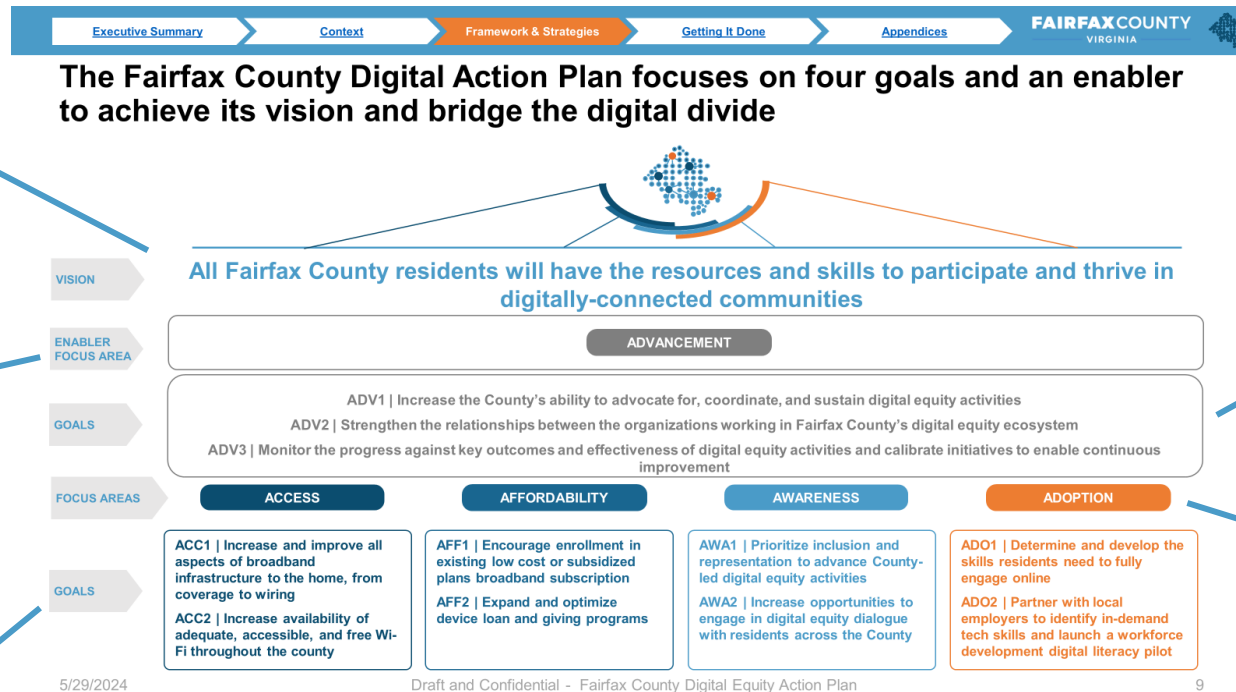 Executive Summary
Context
Framework & Strategies
Getting It Done
Appendices
FAIRFAX COUNTY
VIRGINIA
The Fairfax County Digital Action Plan focuses on four goals and an enabler
to achieve its vision and bridge the digital divide
VISION
All Fairfax County residents will have the resources and skills to participate and thrive in
digitally-connected communities
ENABLER
FOCUS AREA
ADVANCEMENT
GOALS
ADV1 | Increase the County’s ability to advocate for, coordinate, and sustain digital equity activities
ADV2 | Strengthen the relationships between the organizations working in Fairfax County’s digital equity ecosystem
ADV3 | Monitor the progress against key outcomes and effectiveness of digital equity activities and calibrate initiatives to enable continuous
improvement
FOCUS AREAS
ACCESS
AFFORDABILITY
AWARENESS
ADOPTION
GOALS
ACC1 | Increase and improve all
aspects of broadband
infrastructure to the home, from
coverage to wiring
ACC2 | Increase availability of
adequate, accessible, and free Wi-
Fi throughout the county
AFF1 | Encourage enrollment in
existing low cost or subsidized
plans broadband subscription
AFF2 | Expand and optimize
device loan and giving programs
AWA1 | Prioritize inclusion and
representation to advance County-
led digital equity activities
AWA2 | Increase opportunities to
engage in digital equity dialogue
with residents across the County
ADO1 | Determine and develop the
skills residents need to fully
engage online
ADO2 | Partner with local
employers to identify in-demand
tech skills and launch a workforce
development digital literacy pilot
5/29/2024
Draft and Confidential - Fairfax County Digital Equity Action Plan
9